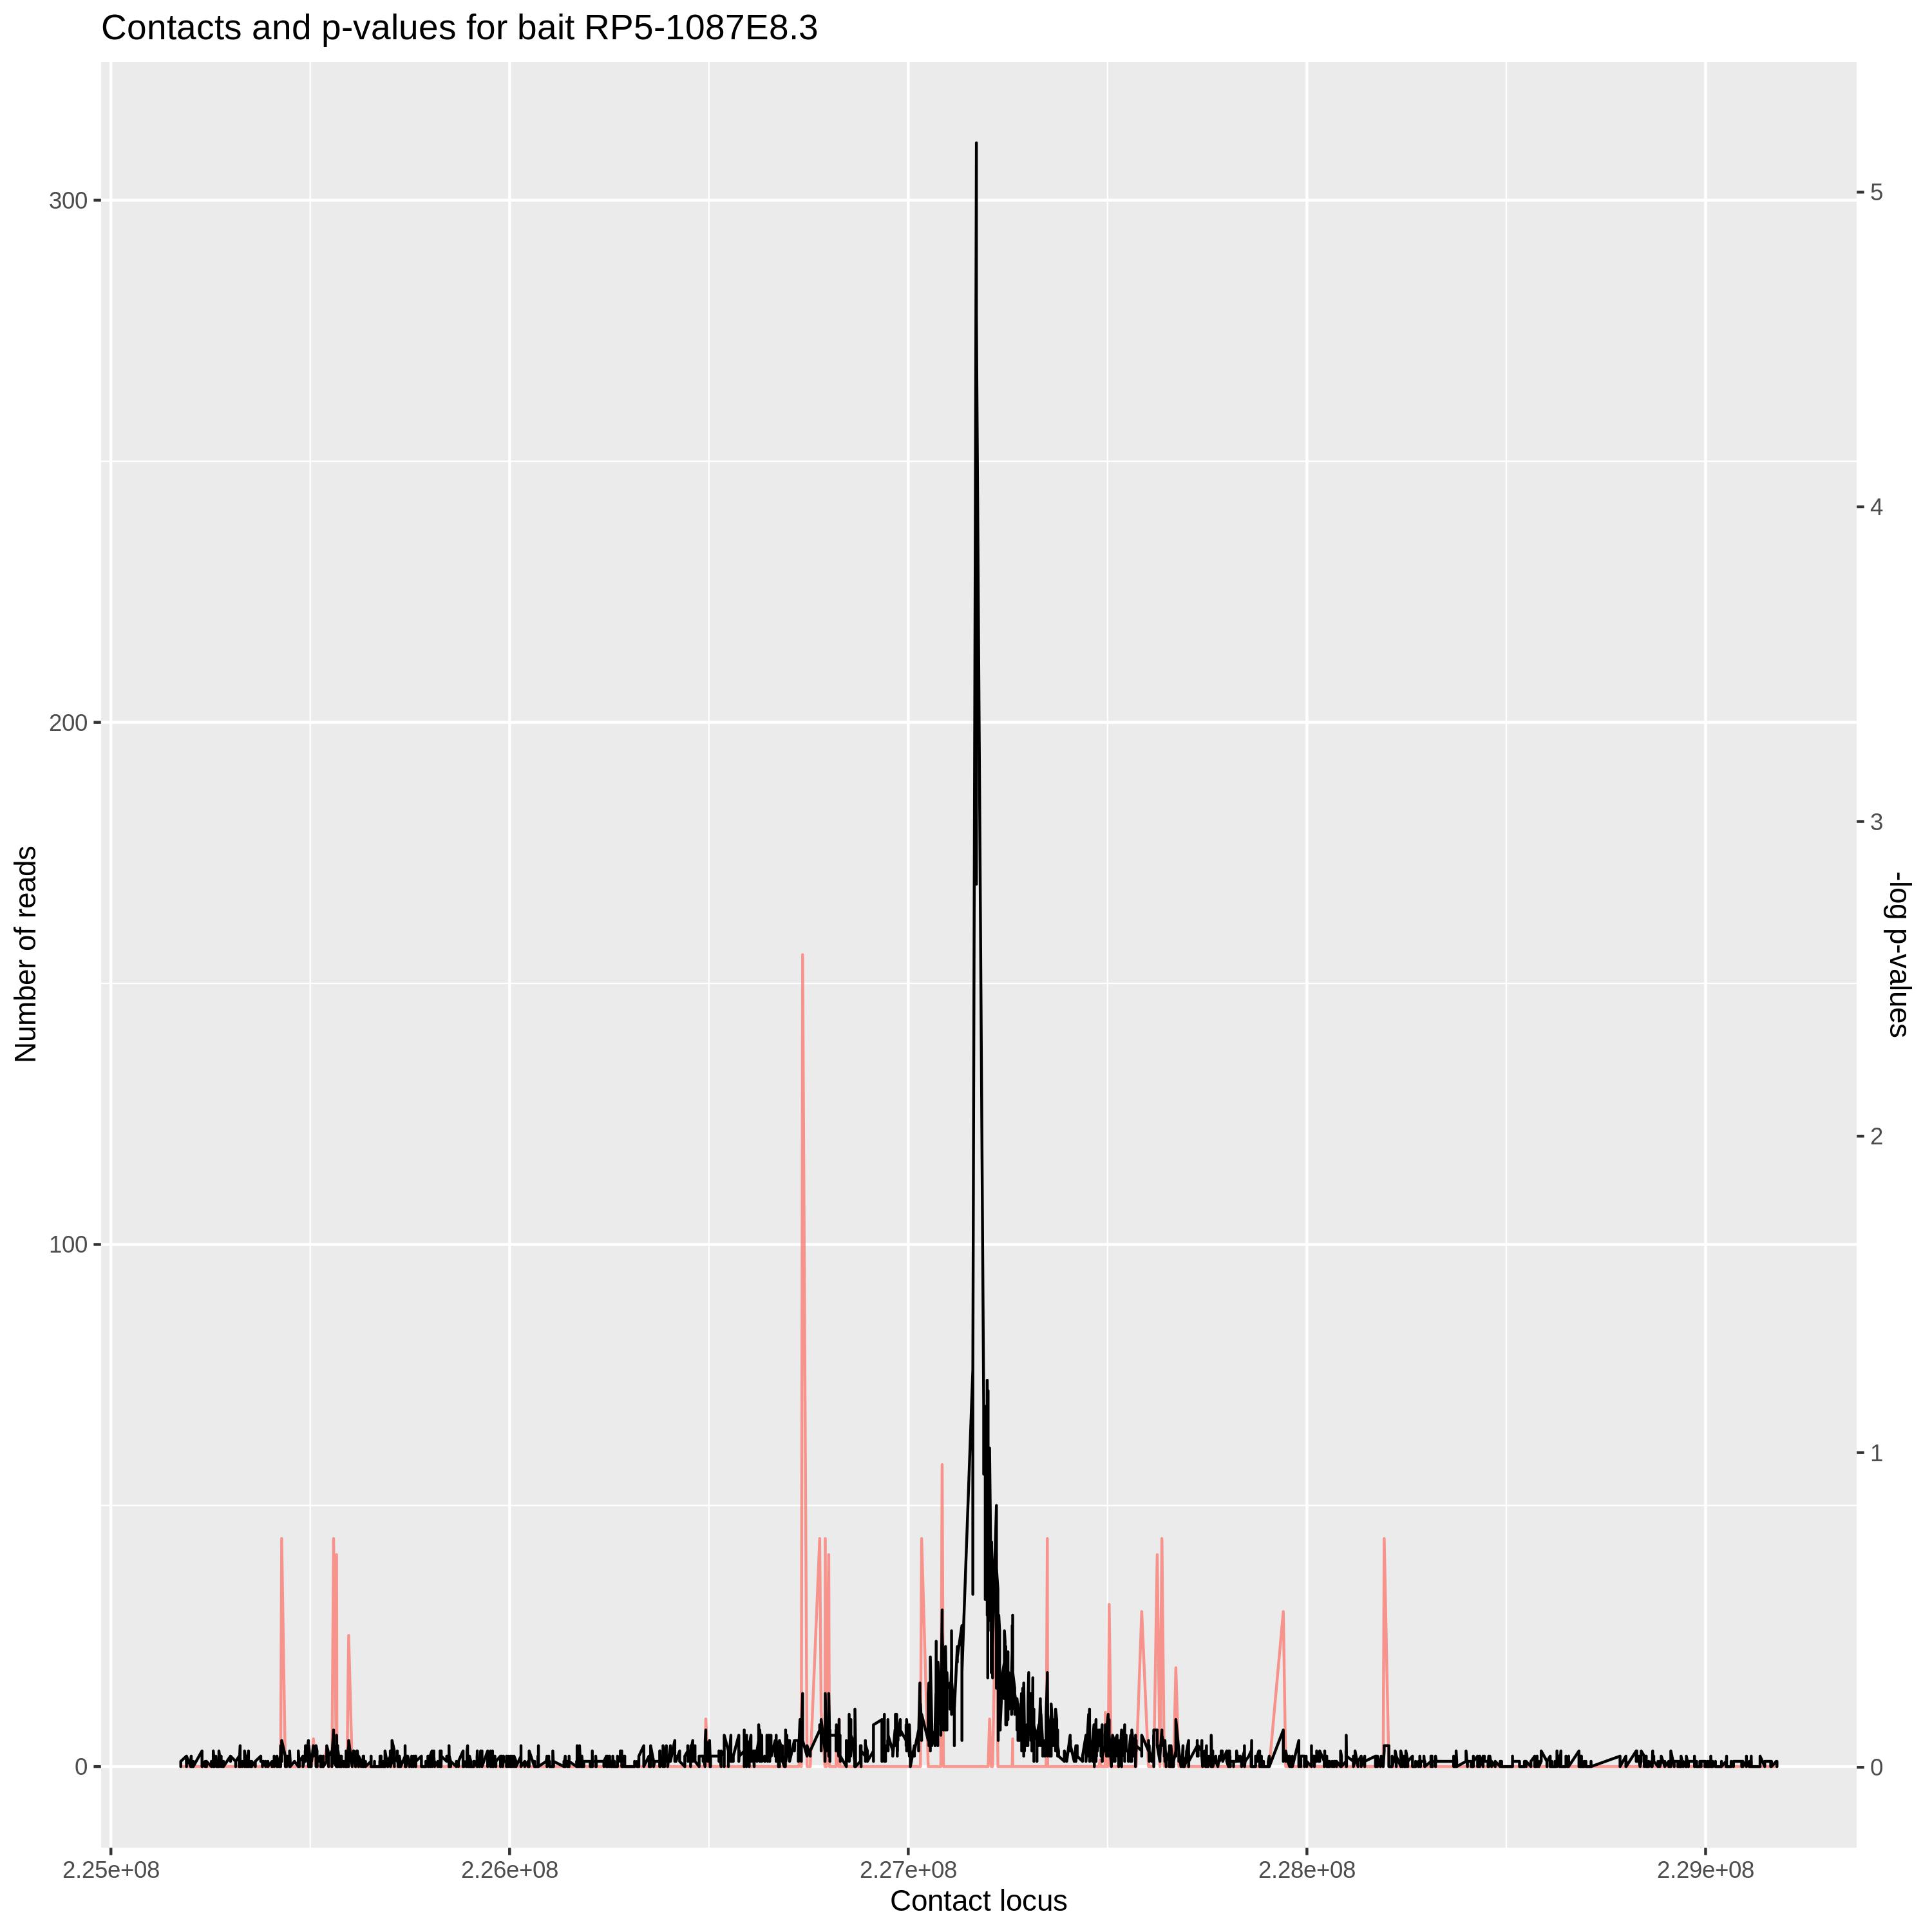 Contacts and p-values for bait RP5-1087E8.3
300
200
100
0
Number of reads
5
4
3
2
1
0
-log p-values
2.25e+08
2.26e+08
2.27e+08
2.28e+08
2.29e+08
Contact locus